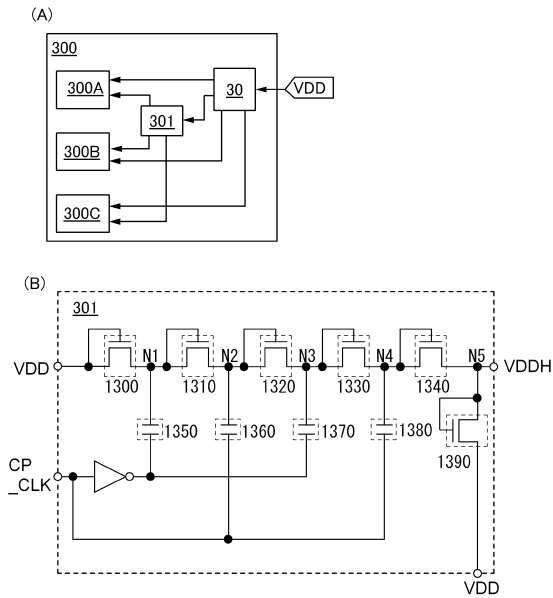 (A)
300
300A
30
VDD
301
300B
300C
(B)
301
N1 N2 N3 N4 N5
VDD VDDH
1300 1310 1320 1330 1340
1350 1360 1370 1380
1390
CP
_CLK
VDD